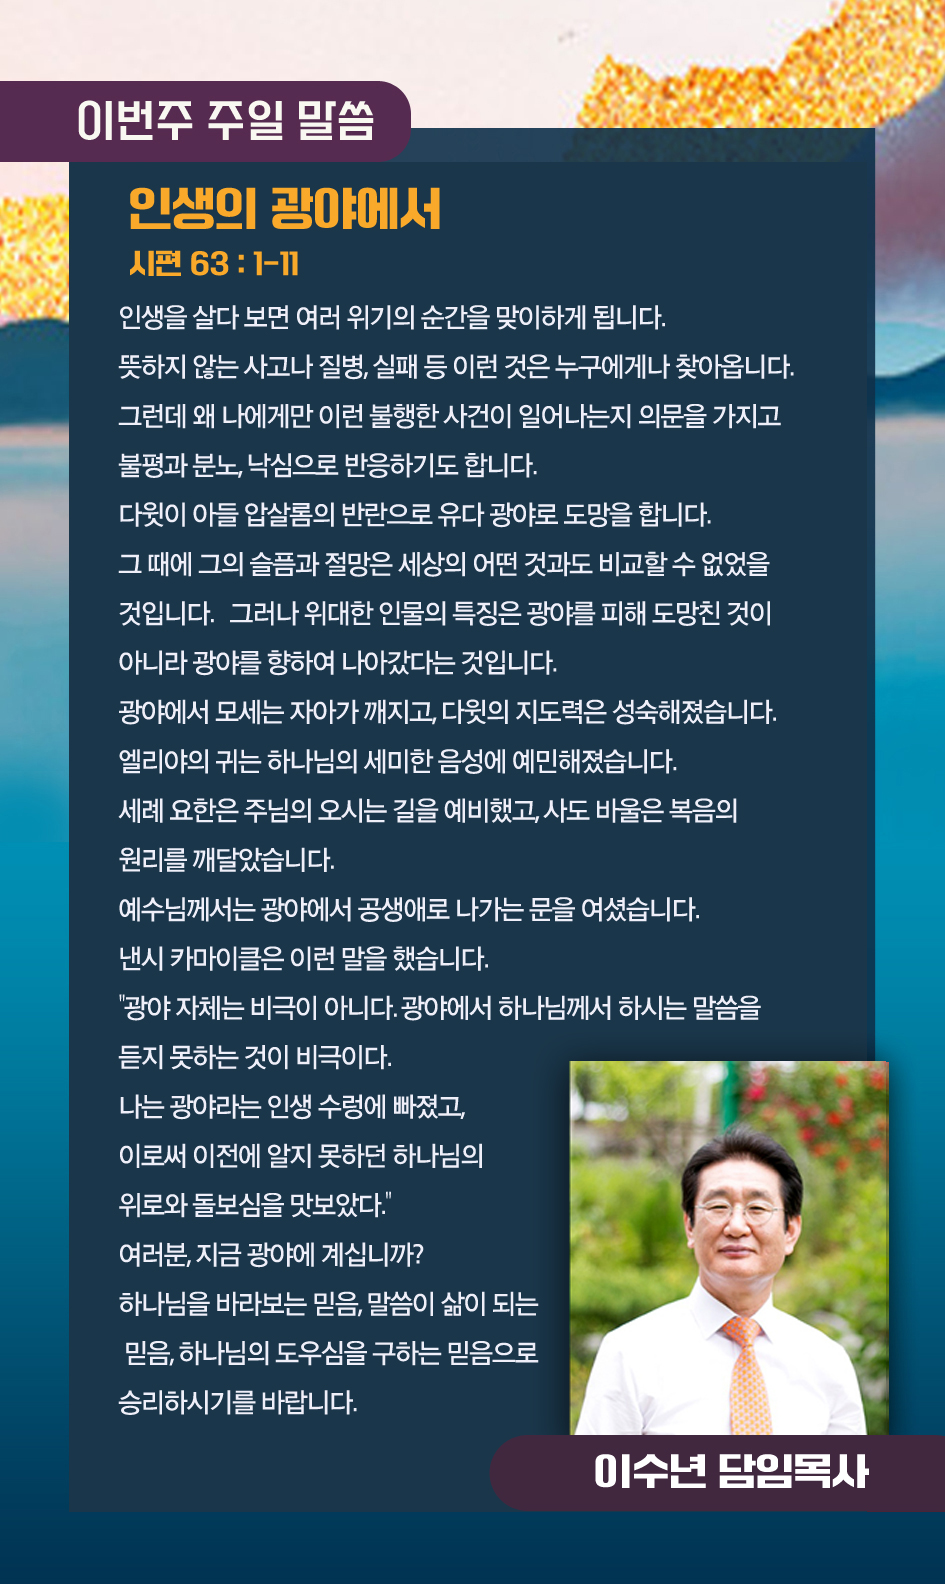 이번주 주일 말씀
인생의 광야에서
시편 63 : 1-11
인생을 살다 보면 여러 위기의 순간을 맞이하게 됩니다.
뜻하지 않는 사고나 질병, 실패 등 이런 것은 누구에게나 찾아옵니다.
그런데 왜 나에게만 이런 불행한 사건이 일어나는지 의문을 가지고
불평과 분노, 낙심으로 반응하기도 합니다.
다윗이 아들 압살롬의 반란으로 유다 광야로 도망을 합니다.
그 때에 그의 슬픔과 절망은 세상의 어떤 것과도 비교할 수 없었을
것입니다. 그러나 위대한 인물의 특징은 광야를 피해 도망친 것이
아니라 광야를 향하여 나아갔다는 것입니다.
광야에서 모세는 자아가 깨지고, 다윗의 지도력은 성숙해졌습니다.
엘리야의 귀는 하나님의 세미한 음성에 예민해졌습니다.
세례 요한은 주님의 오시는 길을 예비했고, 사도 바울은 복음의
원리를 깨달았습니다.
예수님께서는 광야에서 공생애로 나가는 문을 여셨습니다.
낸시 카마이클은 이런 말을 했습니다.
"광야 자체는 비극이 아니다. 광야에서 하나님께서 하시는 말씀을
듣지 못하는 것이 비극이다.
나는 광야라는 인생 수렁에 빠졌고,
이로써 이전에 알지 못하던 하나님의
위로와 돌보심을 맛보았다."
여러분, 지금 광야에 계십니까?
하나님을 바라보는 믿음, 말씀이 삶이 되는
믿음, 하나님의 도우심을 구하는 믿음으로
승리하시기를 바랍니다.
이수년 담임목사